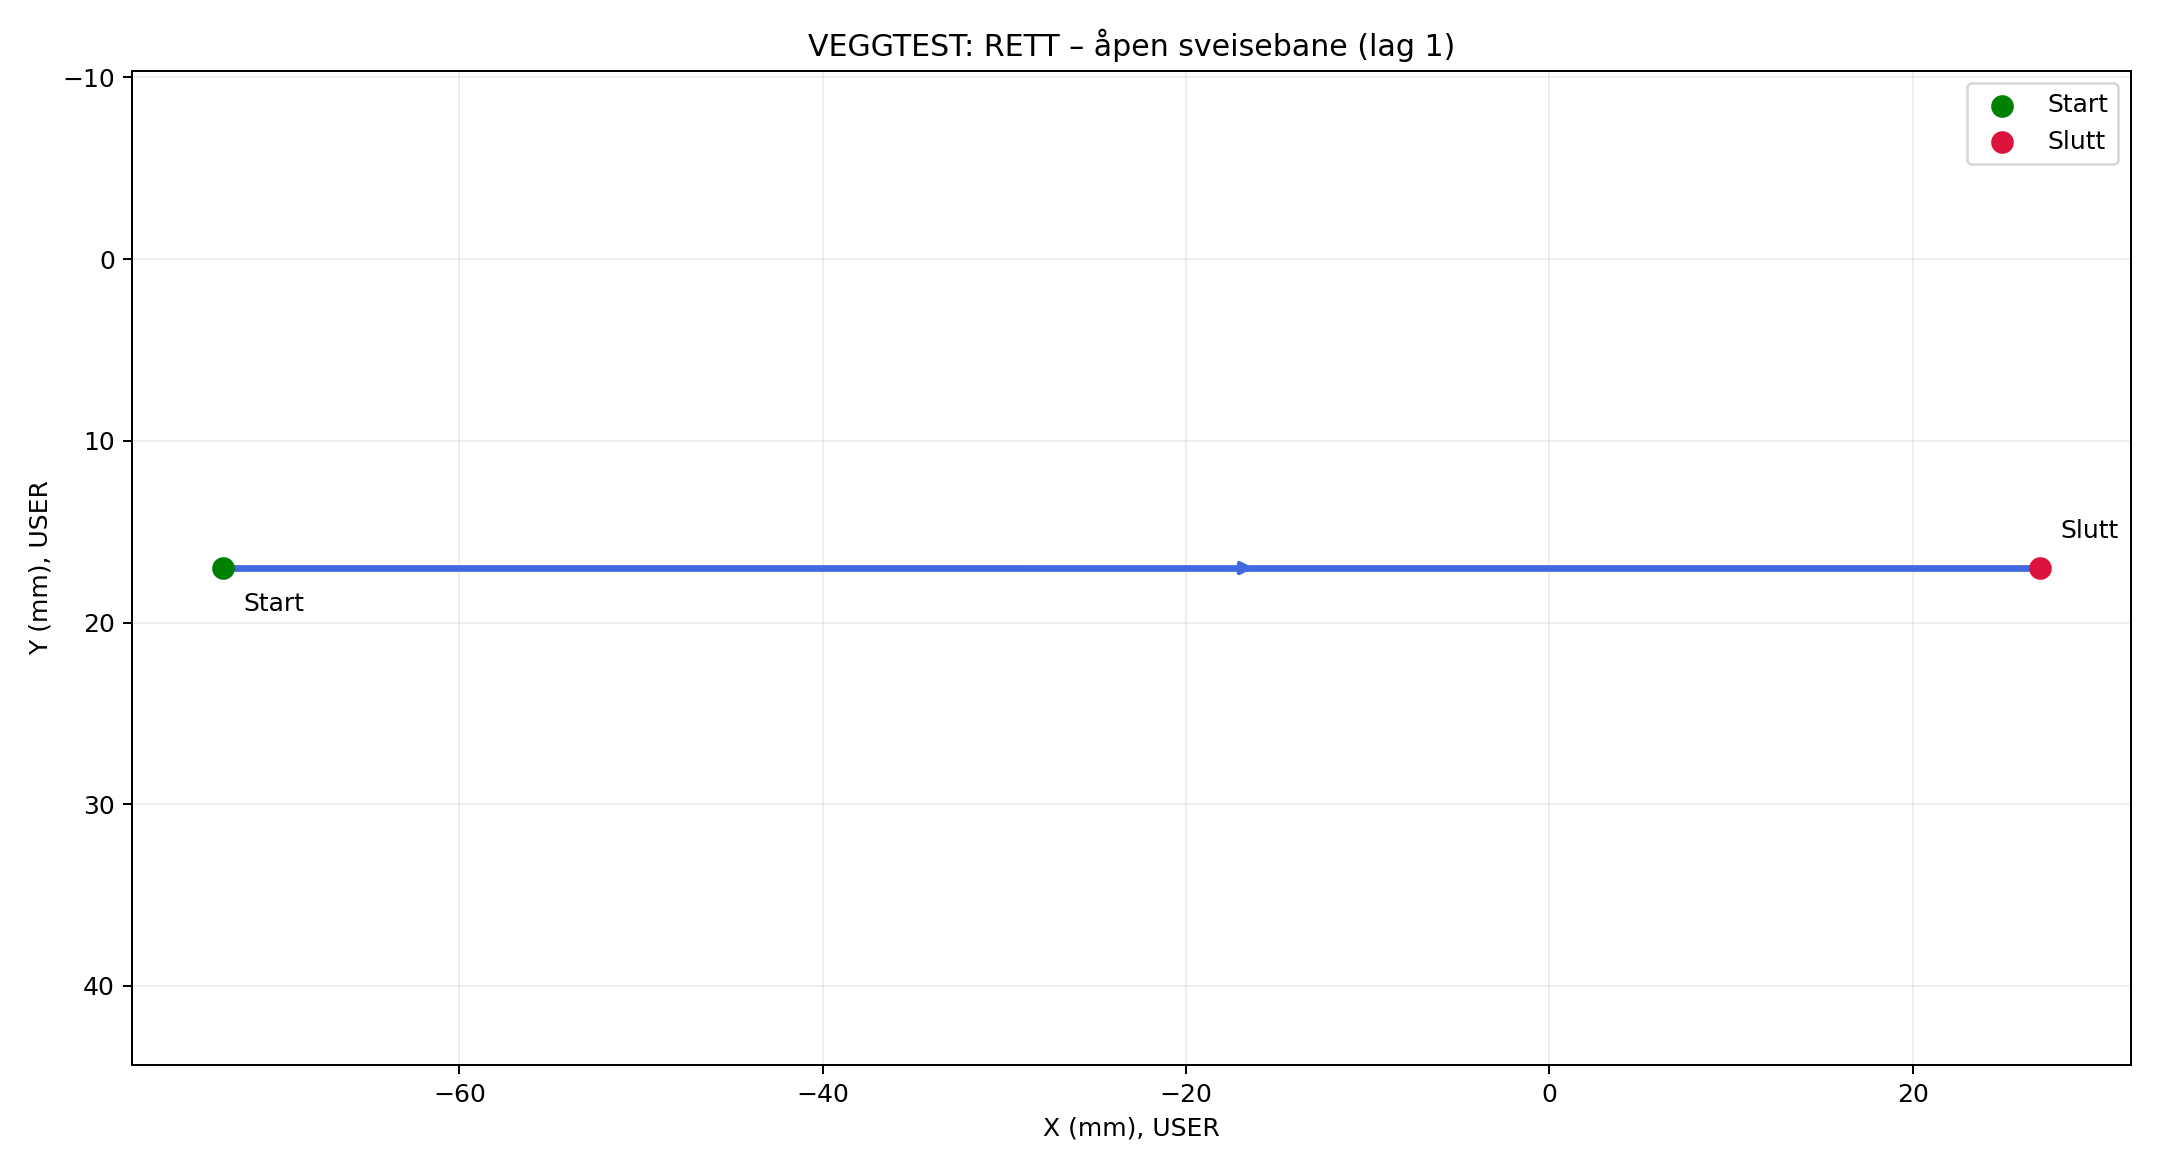 VEGGTEST: RETT – åpen sveisebane (lag 1)
−10
0
10
20
30
40
Y (mm), USER
Start
Slutt
Slutt
Start
−60
−40
−20
0
20
X (mm), USER